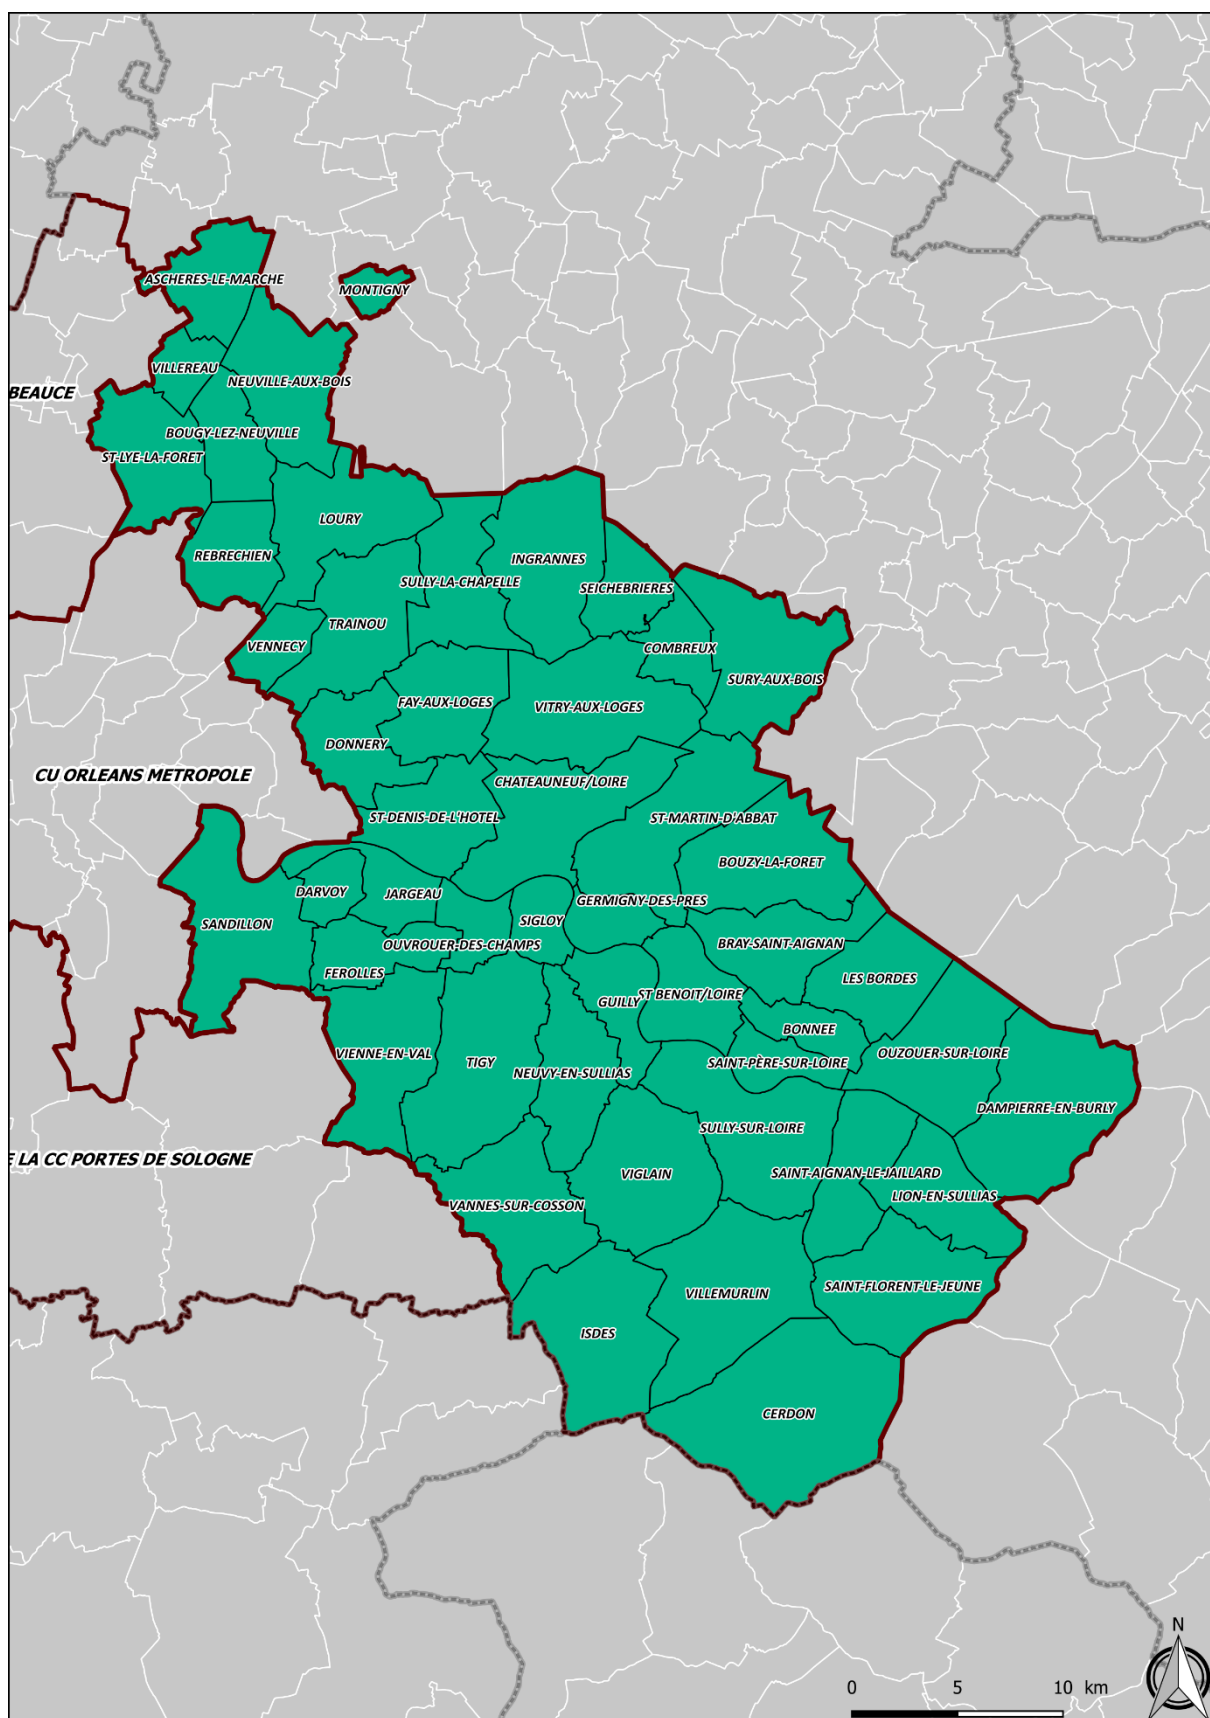 ASCHERES-LE-MARCHE
MONTIGNY
VILLEREAU
NEUVILLE-AUX-BOIS
BEAUCE
BOUGY-LEZ-NEUVILLE
ST-LYE-LA-FORET
LOURY
REBRECHIEN
INGRANNES
SULLY-LA-CHAPELLE
SEICHEBRIERES
TRAINOU
VENNECY
COMBREUX
SURY-AUX-BOIS
FAY-AUX-LOGES
VITRY-AUX-LOGES
DONNERY
CU ORLEANS METROPOLE
CHATEAUNEUF/LOIRE
ST-DENIS-DE-L'HOTEL
ST-MARTIN-D'ABBAT
BOUZY-LA-FORET
DARVOY
JARGEAU
GERMIGNY-DES-PRES
SIGLOY
SANDILLON
OUVROUER-DES-CHAMPS
BRAY-SAINT-AIGNAN
FEROLLES
LES BORDES
GUILLY
ST BENOIT/LOIRE
BONNEE
VIENNE-EN-VAL
TIGY
NEUVY-EN-SULLIAS
SAINT-PÈRE-SUR-LOIRE
OUZOUER-SUR-LOIRE
DAMPIERRE-EN-BURLY
SULLY-SUR-LOIRE
E LA CC PORTES DE SOLOGNE
VIGLAIN
SAINT-AIGNAN-LE-JAILLARD
LION-EN-SULLIAS
VANNES-SUR-COSSON
SAINT-FLORENT-LE-JEUNE
VILLEMURLIN
ISDES
CERDON
N
0 5 10 km